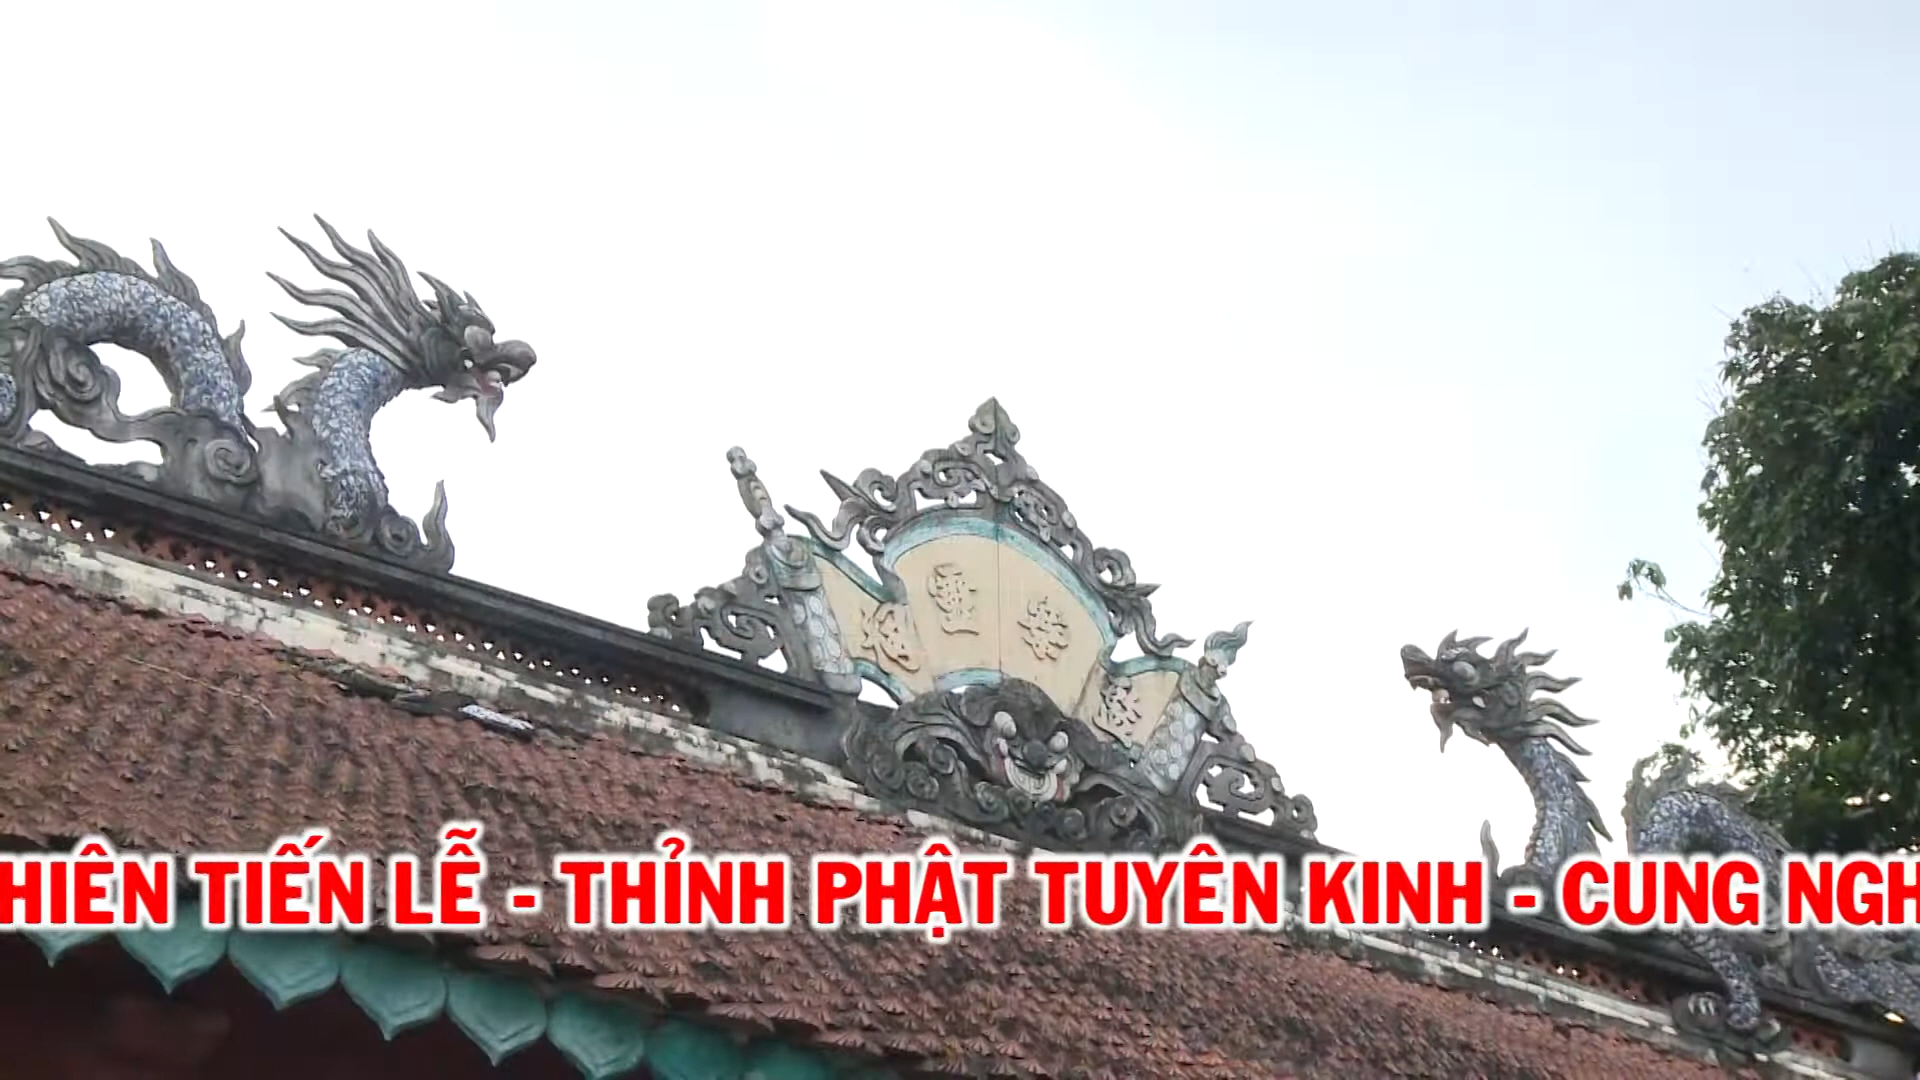 HIÊN TIẾN LỄ - THỈNH PHẬT TUYÊN KINH - CUNG NGH